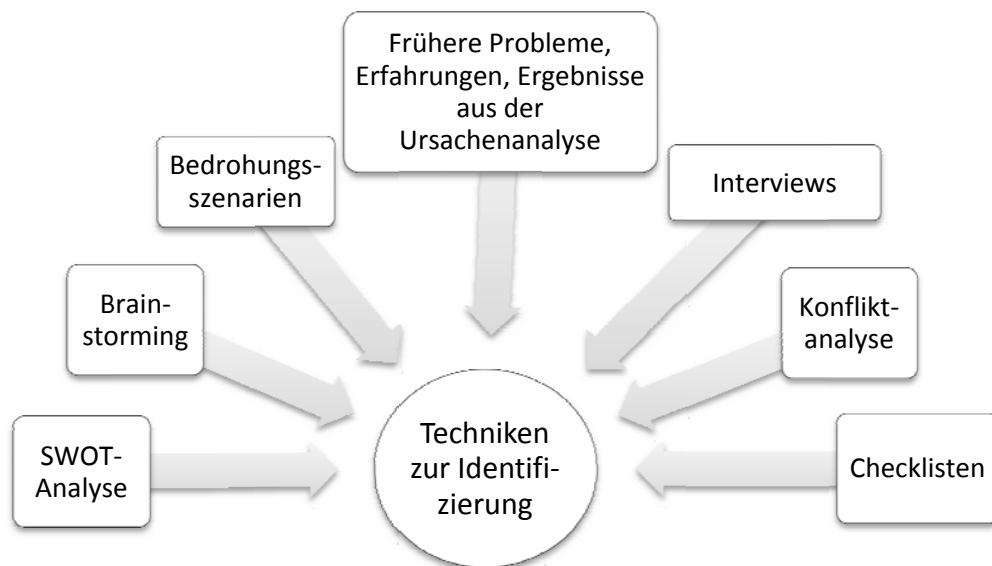 Frühere Probleme,
Erfahrungen, Ergebnisse
aus der
Ursachenanalyse
Bedrohungs-
szenarien
Interviews
Brain-
storming
Konflikt-
analyse
SWOT-
Analyse
Techniken
zur Identifi-
zierung
Checklisten